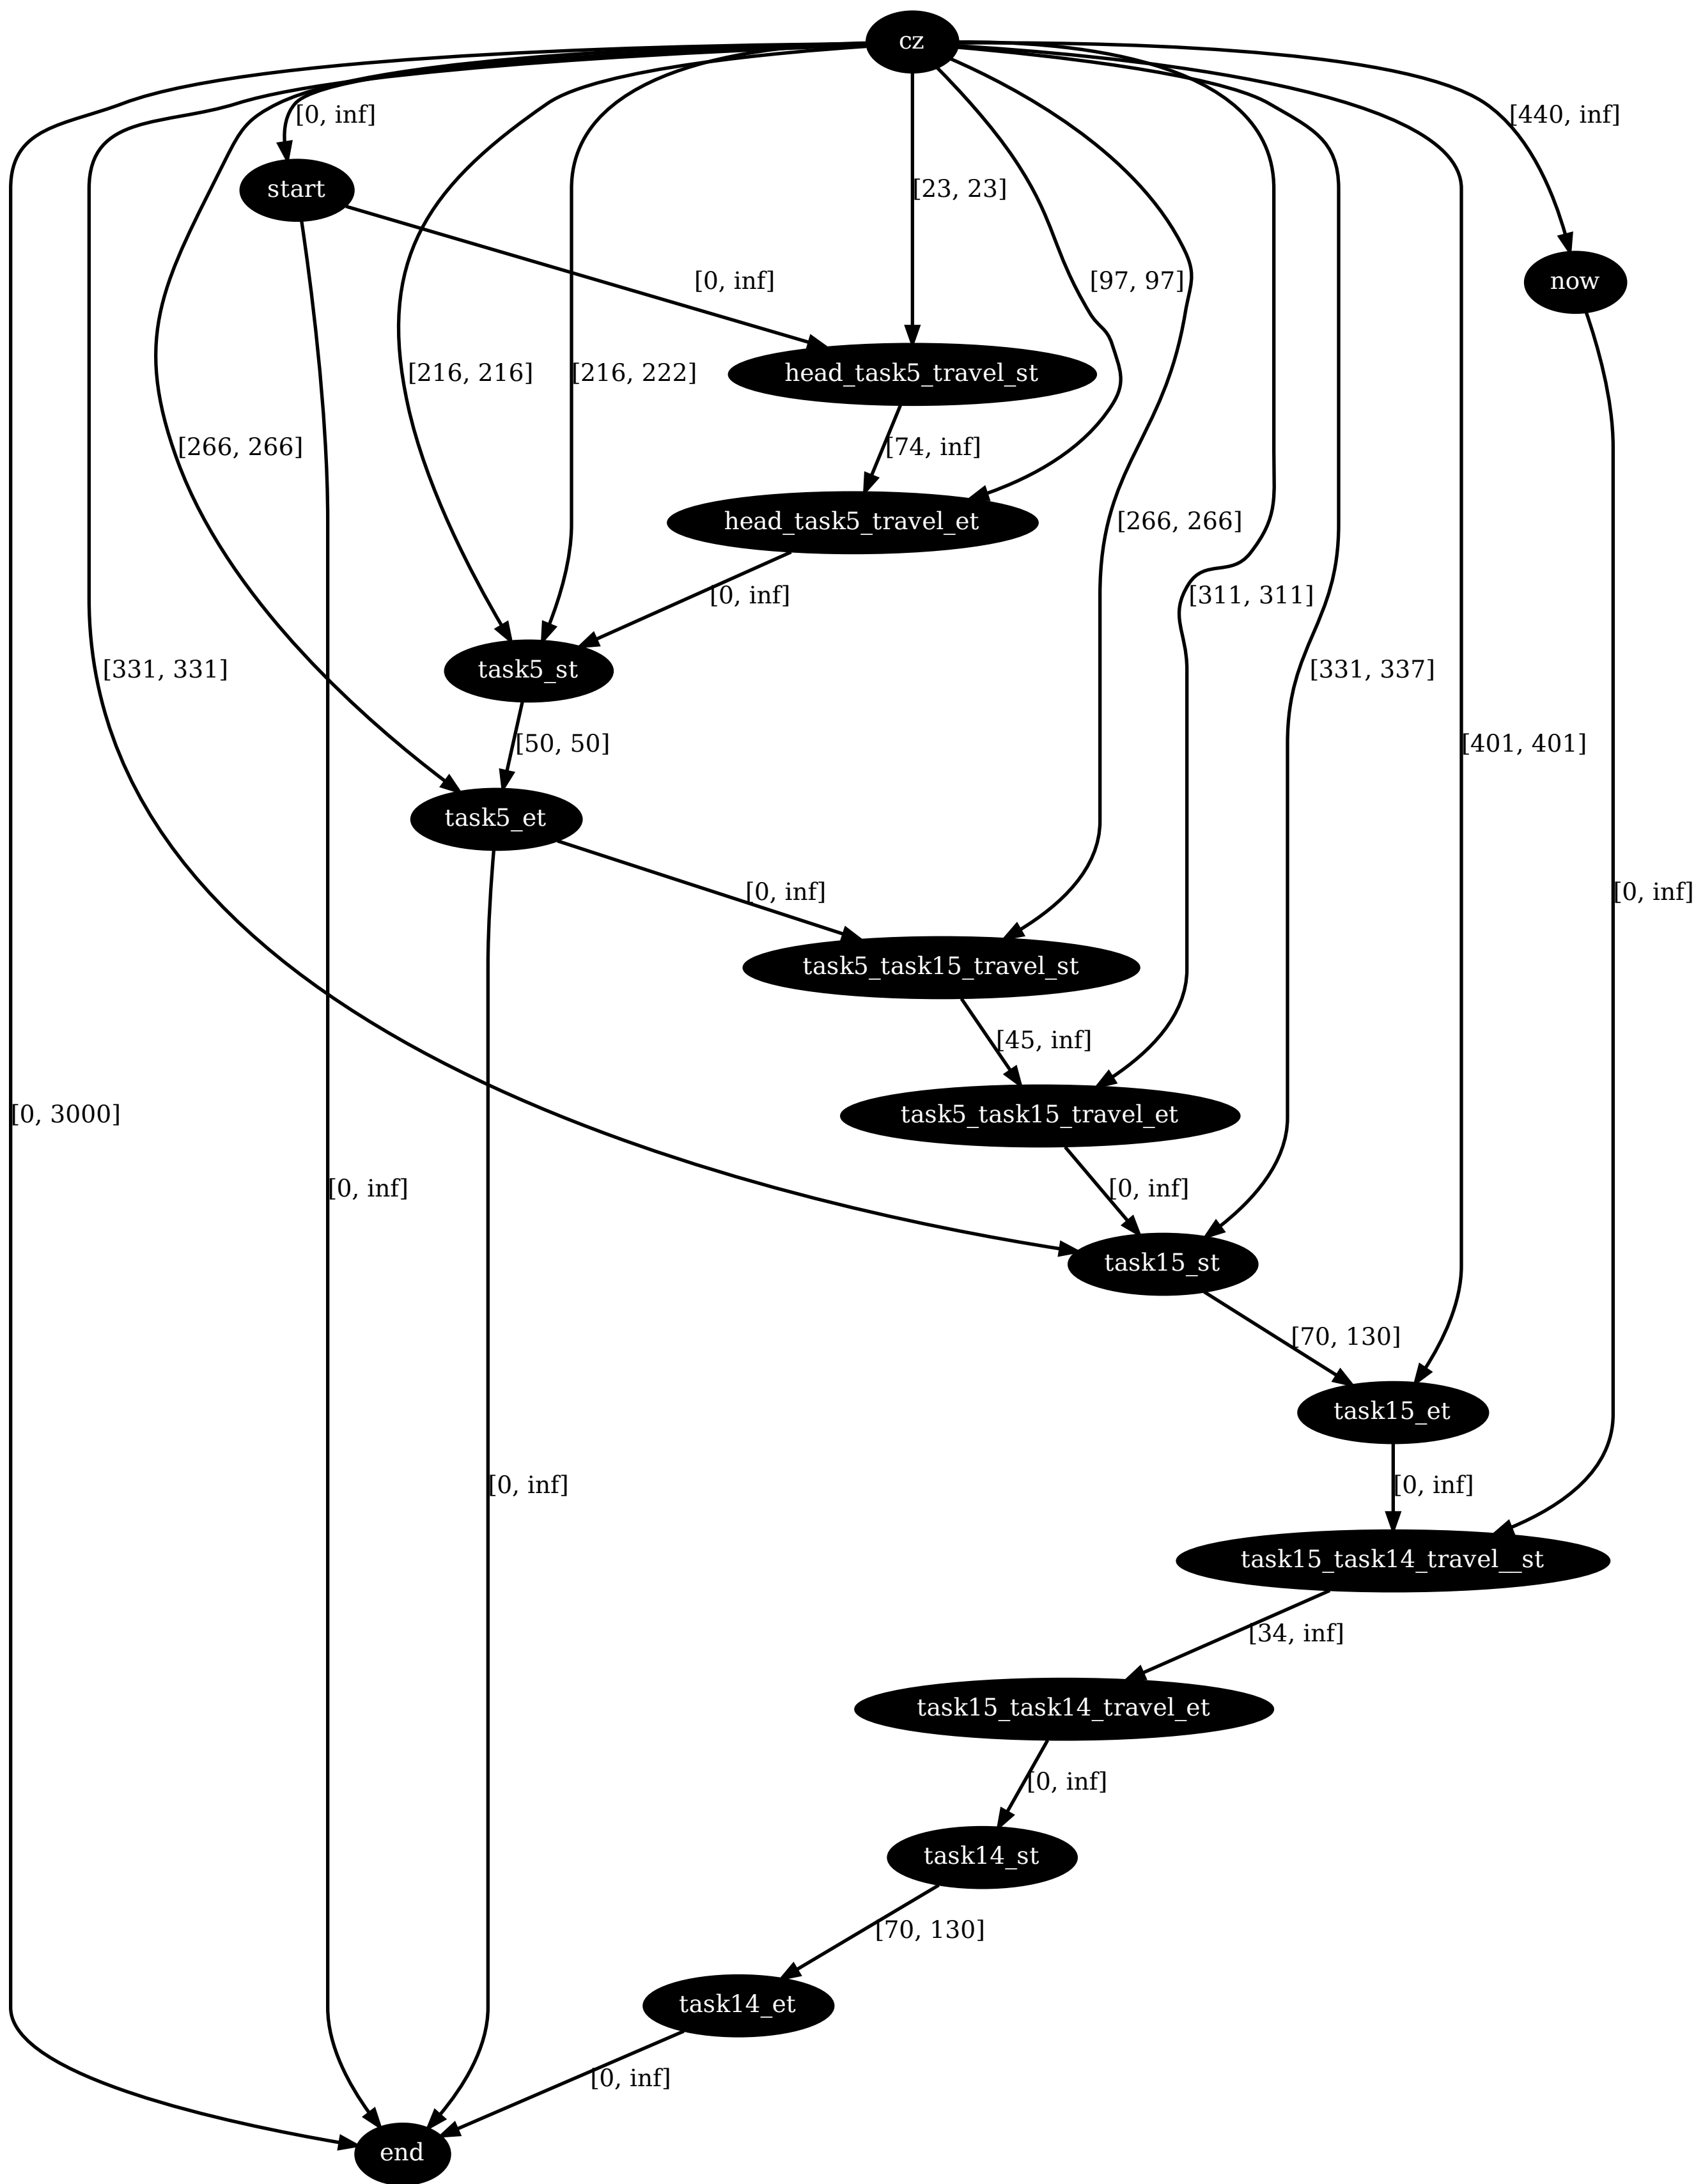 cz
[0, inf]
[440, inf]
start
[23, 23]
now
[0, inf]
[97, 97]
head_task5_travel_st
[216, 216]
[216, 222]
[266, 266]
[74, inf]
head_task5_travel_et
[266, 266]
[0, inf]
[311, 311]
task5_st
[331, 331]
[331, 337]
[50, 50]
[401, 401]
task5_et
[0, inf]
[0, inf]
task5_task15_travel_st
[45, inf]
[0, 3000]
task5_task15_travel_et
[0, inf]
[0, inf]
task15_st
[70, 130]
task15_et
[0, inf]
[0, inf]
task15_task14_travel__st
[34, inf]
task15_task14_travel_et
[0, inf]
task14_st
[70, 130]
task14_et
[0, inf]
end